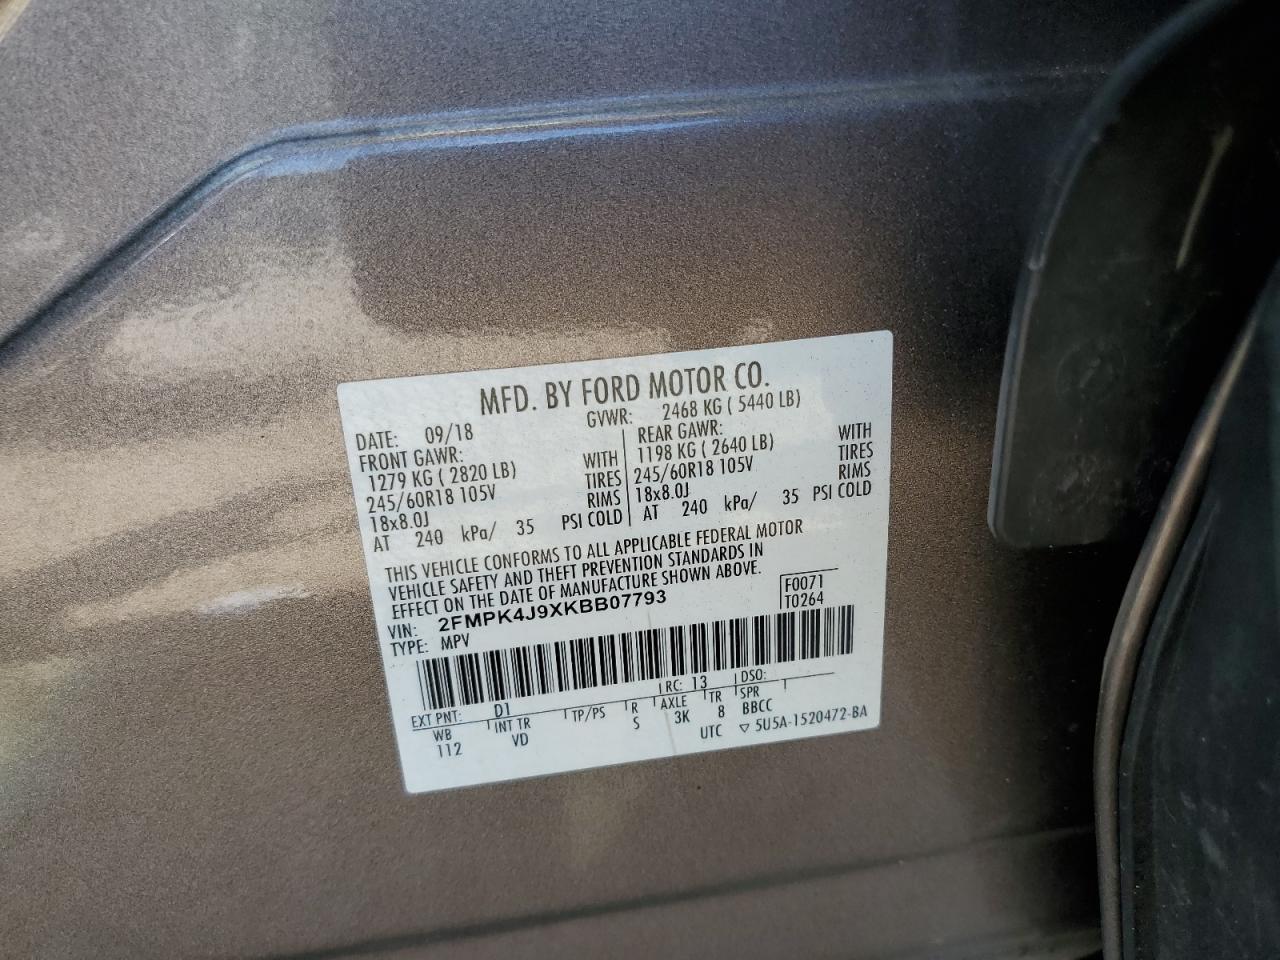 MFD. BY FORD MOTOR CO.
DATE: 09/18 GVWR: 2468 KG ( 5440 LB)
FRONT GAWR: REAR GAWR:
1279 KG ( 2820 LB) WITH 1198 KG ( 2640 LB) WITH
245/60R18 105V TIRES 245/60R18 105V TIRES
18x8.0J RIMS 18x8.0J RIMS
AT 240 kPa/ 35 PSI COLD AT 240 kPa/ 35 PSI COLD
THIS VEHICLE CONFORMS TO ALL APPLICABLE FEDERAL MOTOR
VEHICLE SAFETY AND THEFT PREVENTION STANDARDS IN
EFFECT ON THE DATE OF MANUFACTURE SHOWN ABOVE.
VIN: 2FMPK4J9XKBB07793 F0071
TYPE: MPV T0264
EXT PNT: D1 RC: 13 DSO:
WB INT TR TP/PS R AXLE TR SPR
112 VD S 3K 8 BBCC
UTC ▽ 5U5A-1520472-BA